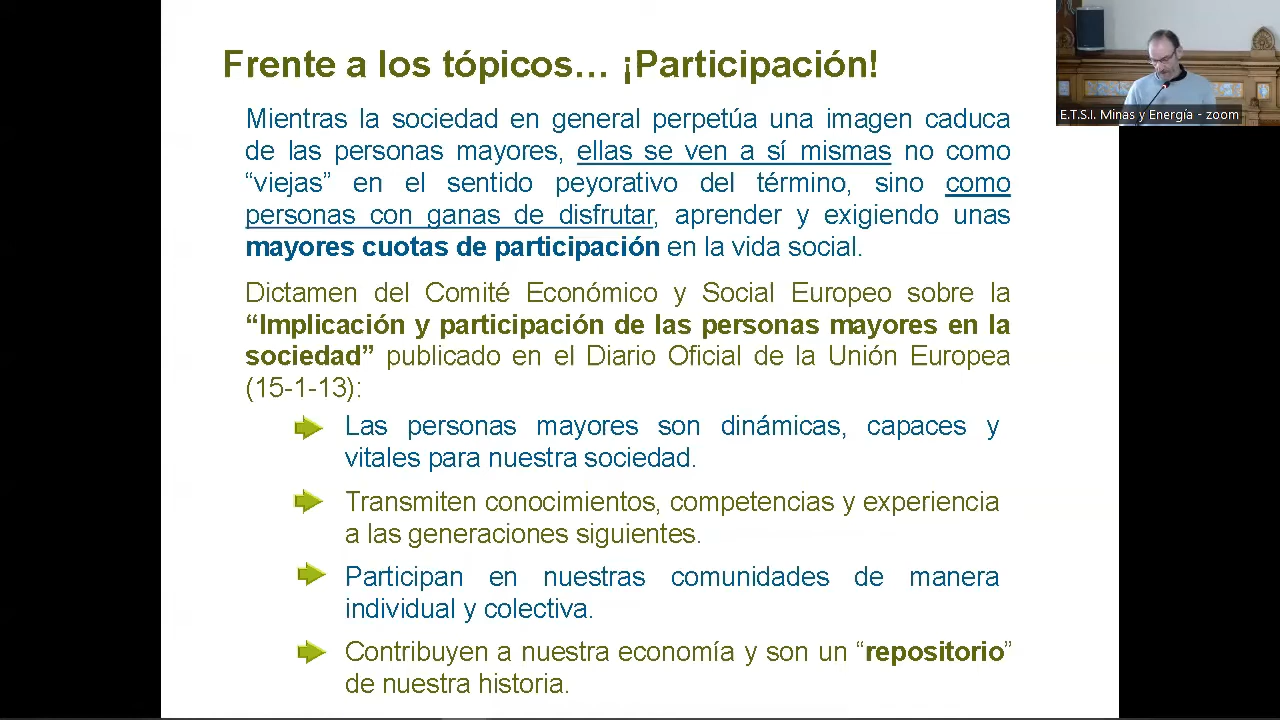 Frente a los tópicos… ¡Participación!
Mientras la sociedad en general perpetúa una imagen caduca
de las personas mayores, ellas se ven a sí mismas no como
“viejas” en el sentido peyorativo del término, sino como
personas con ganas de disfrutar, aprender y exigiendo unas
mayores cuotas de participación en la vida social.
Dictamen del Comité Económico y Social Europeo sobre la
“Implicación y participación de las personas mayores en la
sociedad” publicado en el Diario Oficial de la Unión Europea
(15-1-13):
Las personas mayores son dinámicas, capaces y
vitales para nuestra sociedad.
Transmiten conocimientos, competencias y experiencia
a las generaciones siguientes.
Participan en nuestras comunidades de manera
individual y colectiva.
Contribuyen a nuestra economía y son un “repositorio”
de nuestra historia.
E.T.S.I. Minas y Energía - zoom